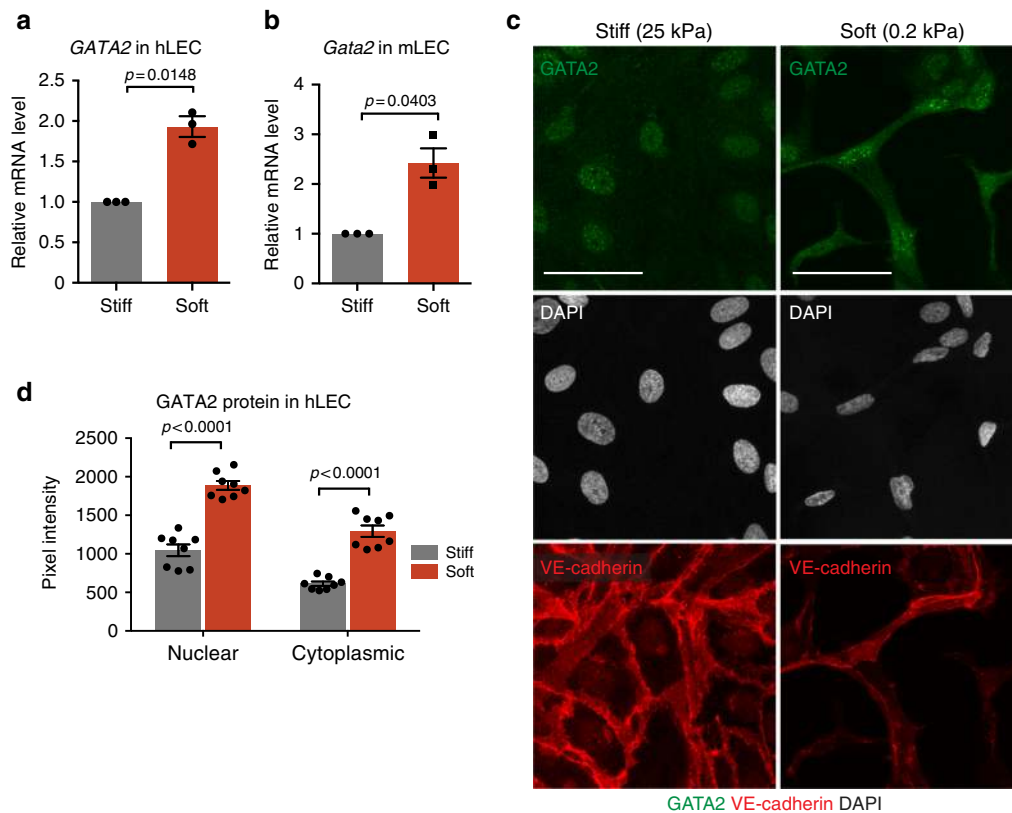 a
GATA2 in hLEC
p=0.0148
Relative mRNA level
2.5
2.0
1.5
1.0
0.5
0
Stiff
Soft
b
Gata2 in mLEC
p=0.0403
Relative mRNA level
4
3
2
1
0
Stiff
Soft
c
Stiff (25 kPa)
Soft (0.2 kPa)
GATA2
GATA2
DAPI
DAPI
VE-cadherin
VE-cadherin
GATA2 VE-cadherin DAPI
d
GATA2 protein in hLEC
p<0.0001
p<0.0001
Pixel intensity
2500
2000
1500
1000
500
0
Nuclear
Cytoplasmic
Stiff
Soft